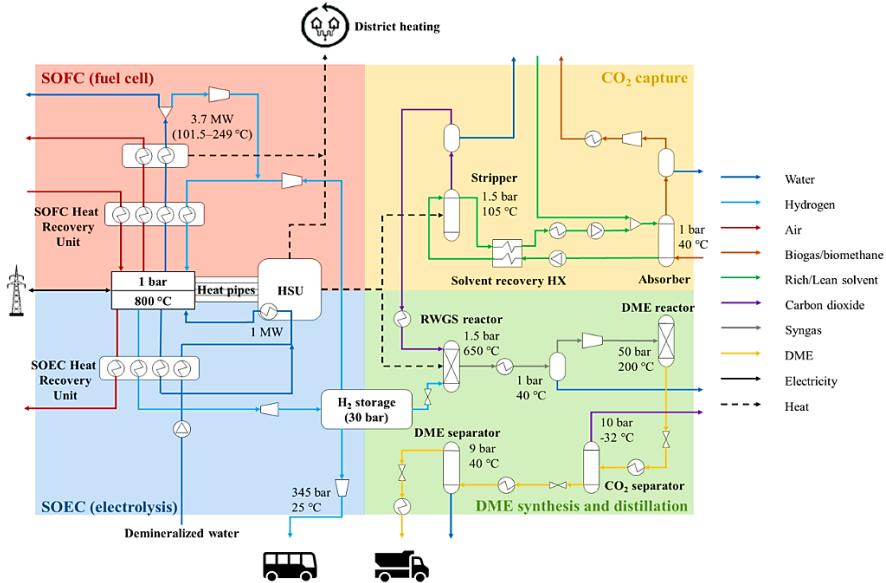 District heating
SOFC (fuel cell)
CO₂ capture
3.7 MW
(101.5–249 °C)
Stripper
1.5 bar
105 °C
SOFC Heat
Recovery
Unit
1 bar
40 °C
Solvent recovery HX
Absorber
1 bar
800 °C
Heat pipes
HSU
1 MW
RWGS reactor
1.5 bar
650 °C
DME reactor
50 bar
200 °C
1 bar
40 °C
SOEC Heat
Recovery
Unit
H₂ storage
(30 bar)
DME separator
9 bar
40 °C
10 bar
-32 °C
CO₂ separator
345 bar
25 °C
SOEC (electrolysis)
DME synthesis and distillation
Demineralized water
Water
Hydrogen
Air
Biogas/biomethane
Rich/Lean solvent
Carbon dioxide
Syngas
DME
Electricity
Heat